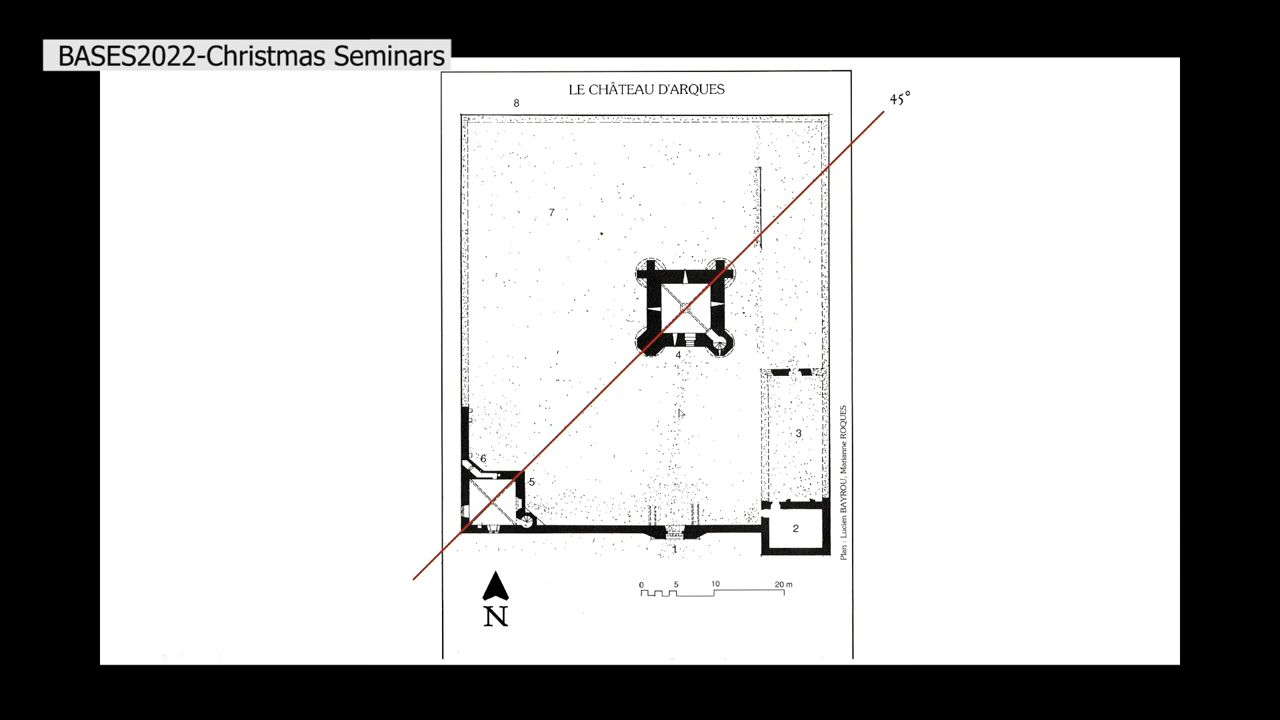 BASES2022-Christmas Seminars
LE CHÂTEAU D'ARQUES
8
45°
7
4
3
6
5
2
1
Plan : Lucien BAYROU, Marianne ROQUES
0 5 10 20 m
N